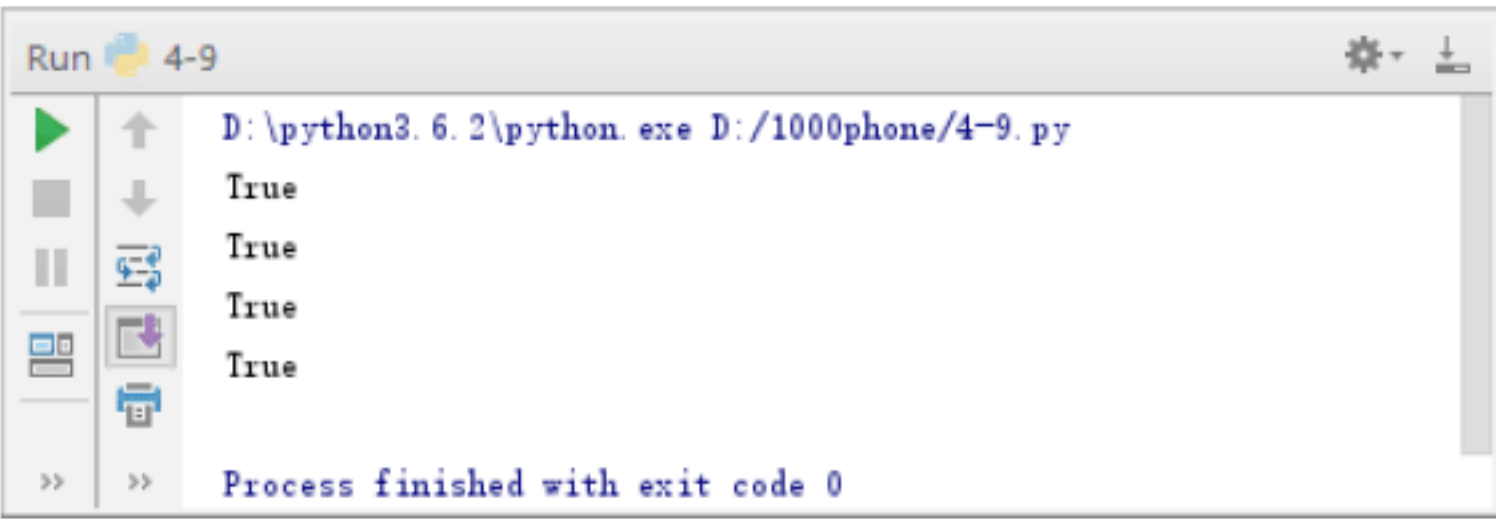 Run 4-9
D:\python3.6.2\python.exe D:/1000phone/4-9.py
True
True
True
True
Process finished with exit code 0